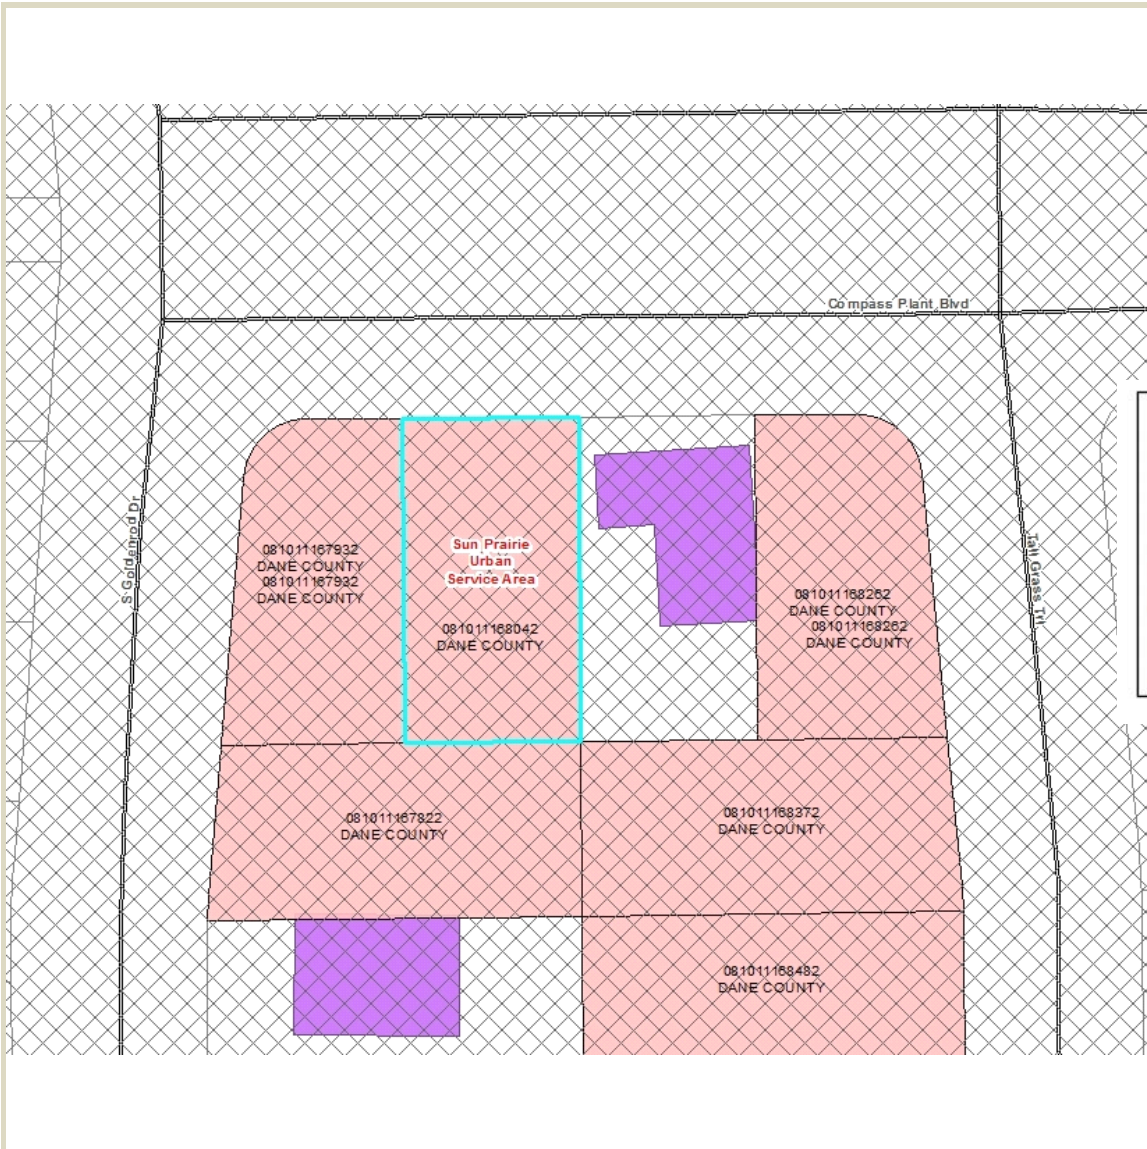 Compass Plant Blvd
S Goldenrod Dr
Tall Grass Trl
081011167932
DANE COUNTY
081011167932
DANE COUNTY
Sun Prairie
Urban
Service Area
081011168042
DANE COUNTY
081011168262
DANE COUNTY
081011168262
DANE COUNTY
081011167822
DANE COUNTY
081011168372
DANE COUNTY
081011168482
DANE COUNTY